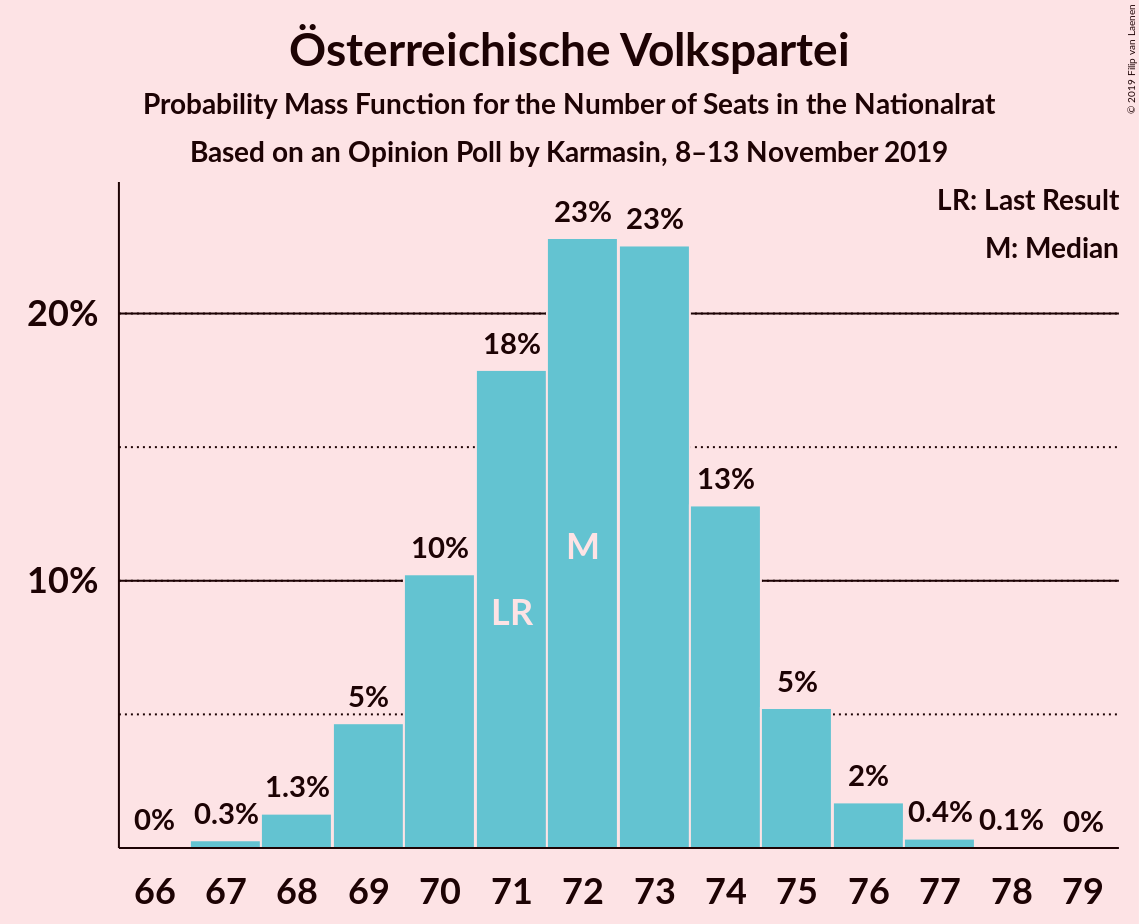 Österreichische Volkspartei
Probability Mass Function for the Number of Seats in the Nationalrat
Based on an Opinion Poll by Karmasin, 8–13 November 2019
© 2019 Filip van Laenen
LR: Last Result
M: Median
20%
10%
0%
0.3%
1.3%
5%
10%
18%
23%
23%
13%
5%
2%
0.4%
0.1%
0%
LR
M
66 67 68 69 70 71 72 73 74 75 76 77 78 79